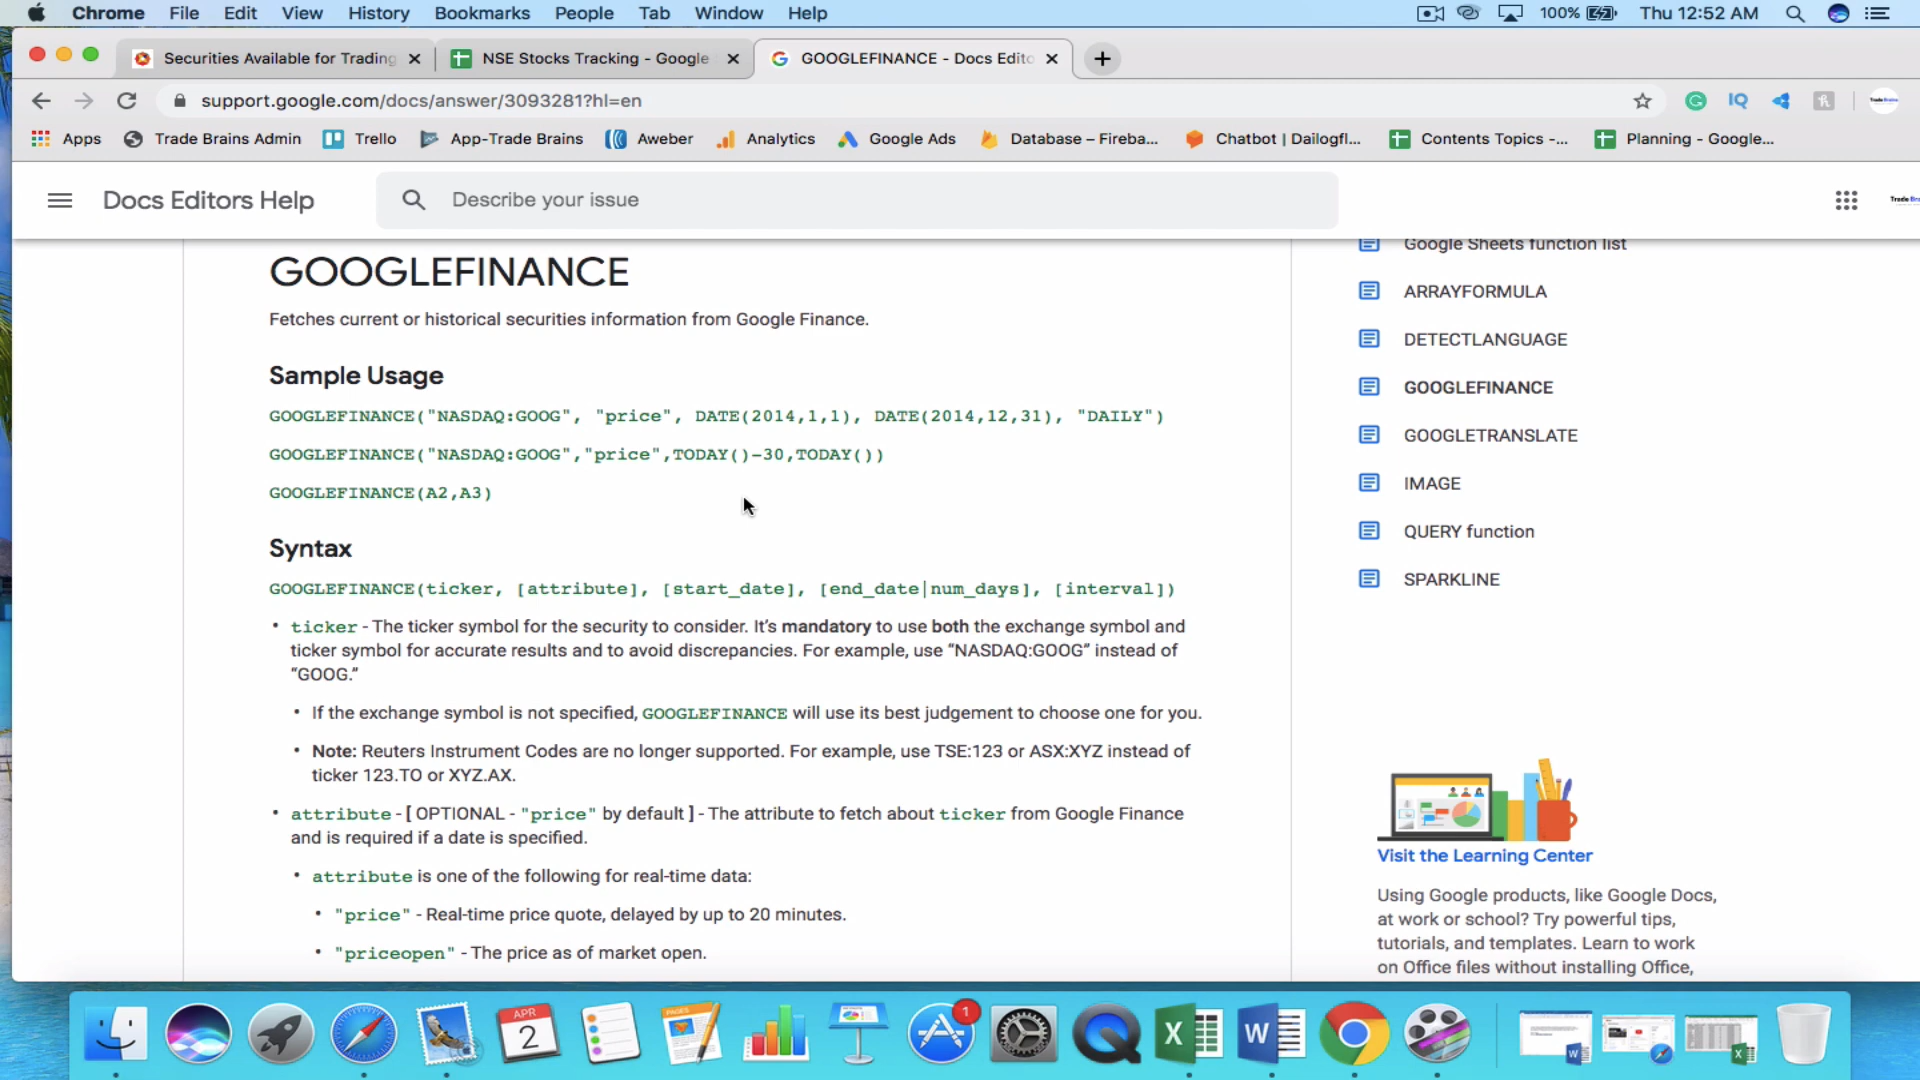 Chrome File Edit View History Bookmarks People Tab Window Help 100% Thu 12:52 AM
Securities Available for Trading NSE Stocks Tracking - Google GOOGLEFINANCE - Docs Edito
support.google.com/docs/answer/3093281?hl=en IQ
Apps Trade Brains Admin Trello App-Trade Brains Aweber Analytics Google Ads Database – Fireba... Chatbot | Dailogfl... Contents Topics -... Planning - Google...
Docs Editors Help Describe your issue
GOOGLEFINANCE
Fetches current or historical securities information from Google Finance.
Sample Usage
GOOGLEFINANCE("NASDAQ:GOOG", "price", DATE(2014,1,1), DATE(2014,12,31), "DAILY")
GOOGLEFINANCE("NASDAQ:GOOG","price",TODAY()-30,TODAY())
GOOGLEFINANCE(A2,A3)
Syntax
GOOGLEFINANCE(ticker, [attribute], [start_date], [end_date|num_days], [interval])
• ticker - The ticker symbol for the security to consider. It’s mandatory to use both the exchange symbol and
ticker symbol for accurate results and to avoid discrepancies. For example, use “NASDAQ:GOOG” instead of
“GOOG.”
• If the exchange symbol is not specified, GOOGLEFINANCE will use its best judgement to choose one for you.
• Note: Reuters Instrument Codes are no longer supported. For example, use TSE:123 or ASX:XYZ instead of
ticker 123.TO or XYZ.AX.
• attribute - [ OPTIONAL - "price" by default ] - The attribute to fetch about ticker from Google Finance
and is required if a date is specified.
• attribute is one of the following for real-time data:
• "price" - Real-time price quote, delayed by up to 20 minutes.
• "priceopen" - The price as of market open.
Google Sheets function list
ARRAYFORMULA
DETECTLANGUAGE
GOOGLEFINANCE
GOOGLETRANSLATE
IMAGE
QUERY function
SPARKLINE
Visit the Learning Center
Using Google products, like Google Docs,
at work or school? Try powerful tips,
tutorials, and templates. Learn to work
on Office files without installing Office,
APR
2
PAGES
1